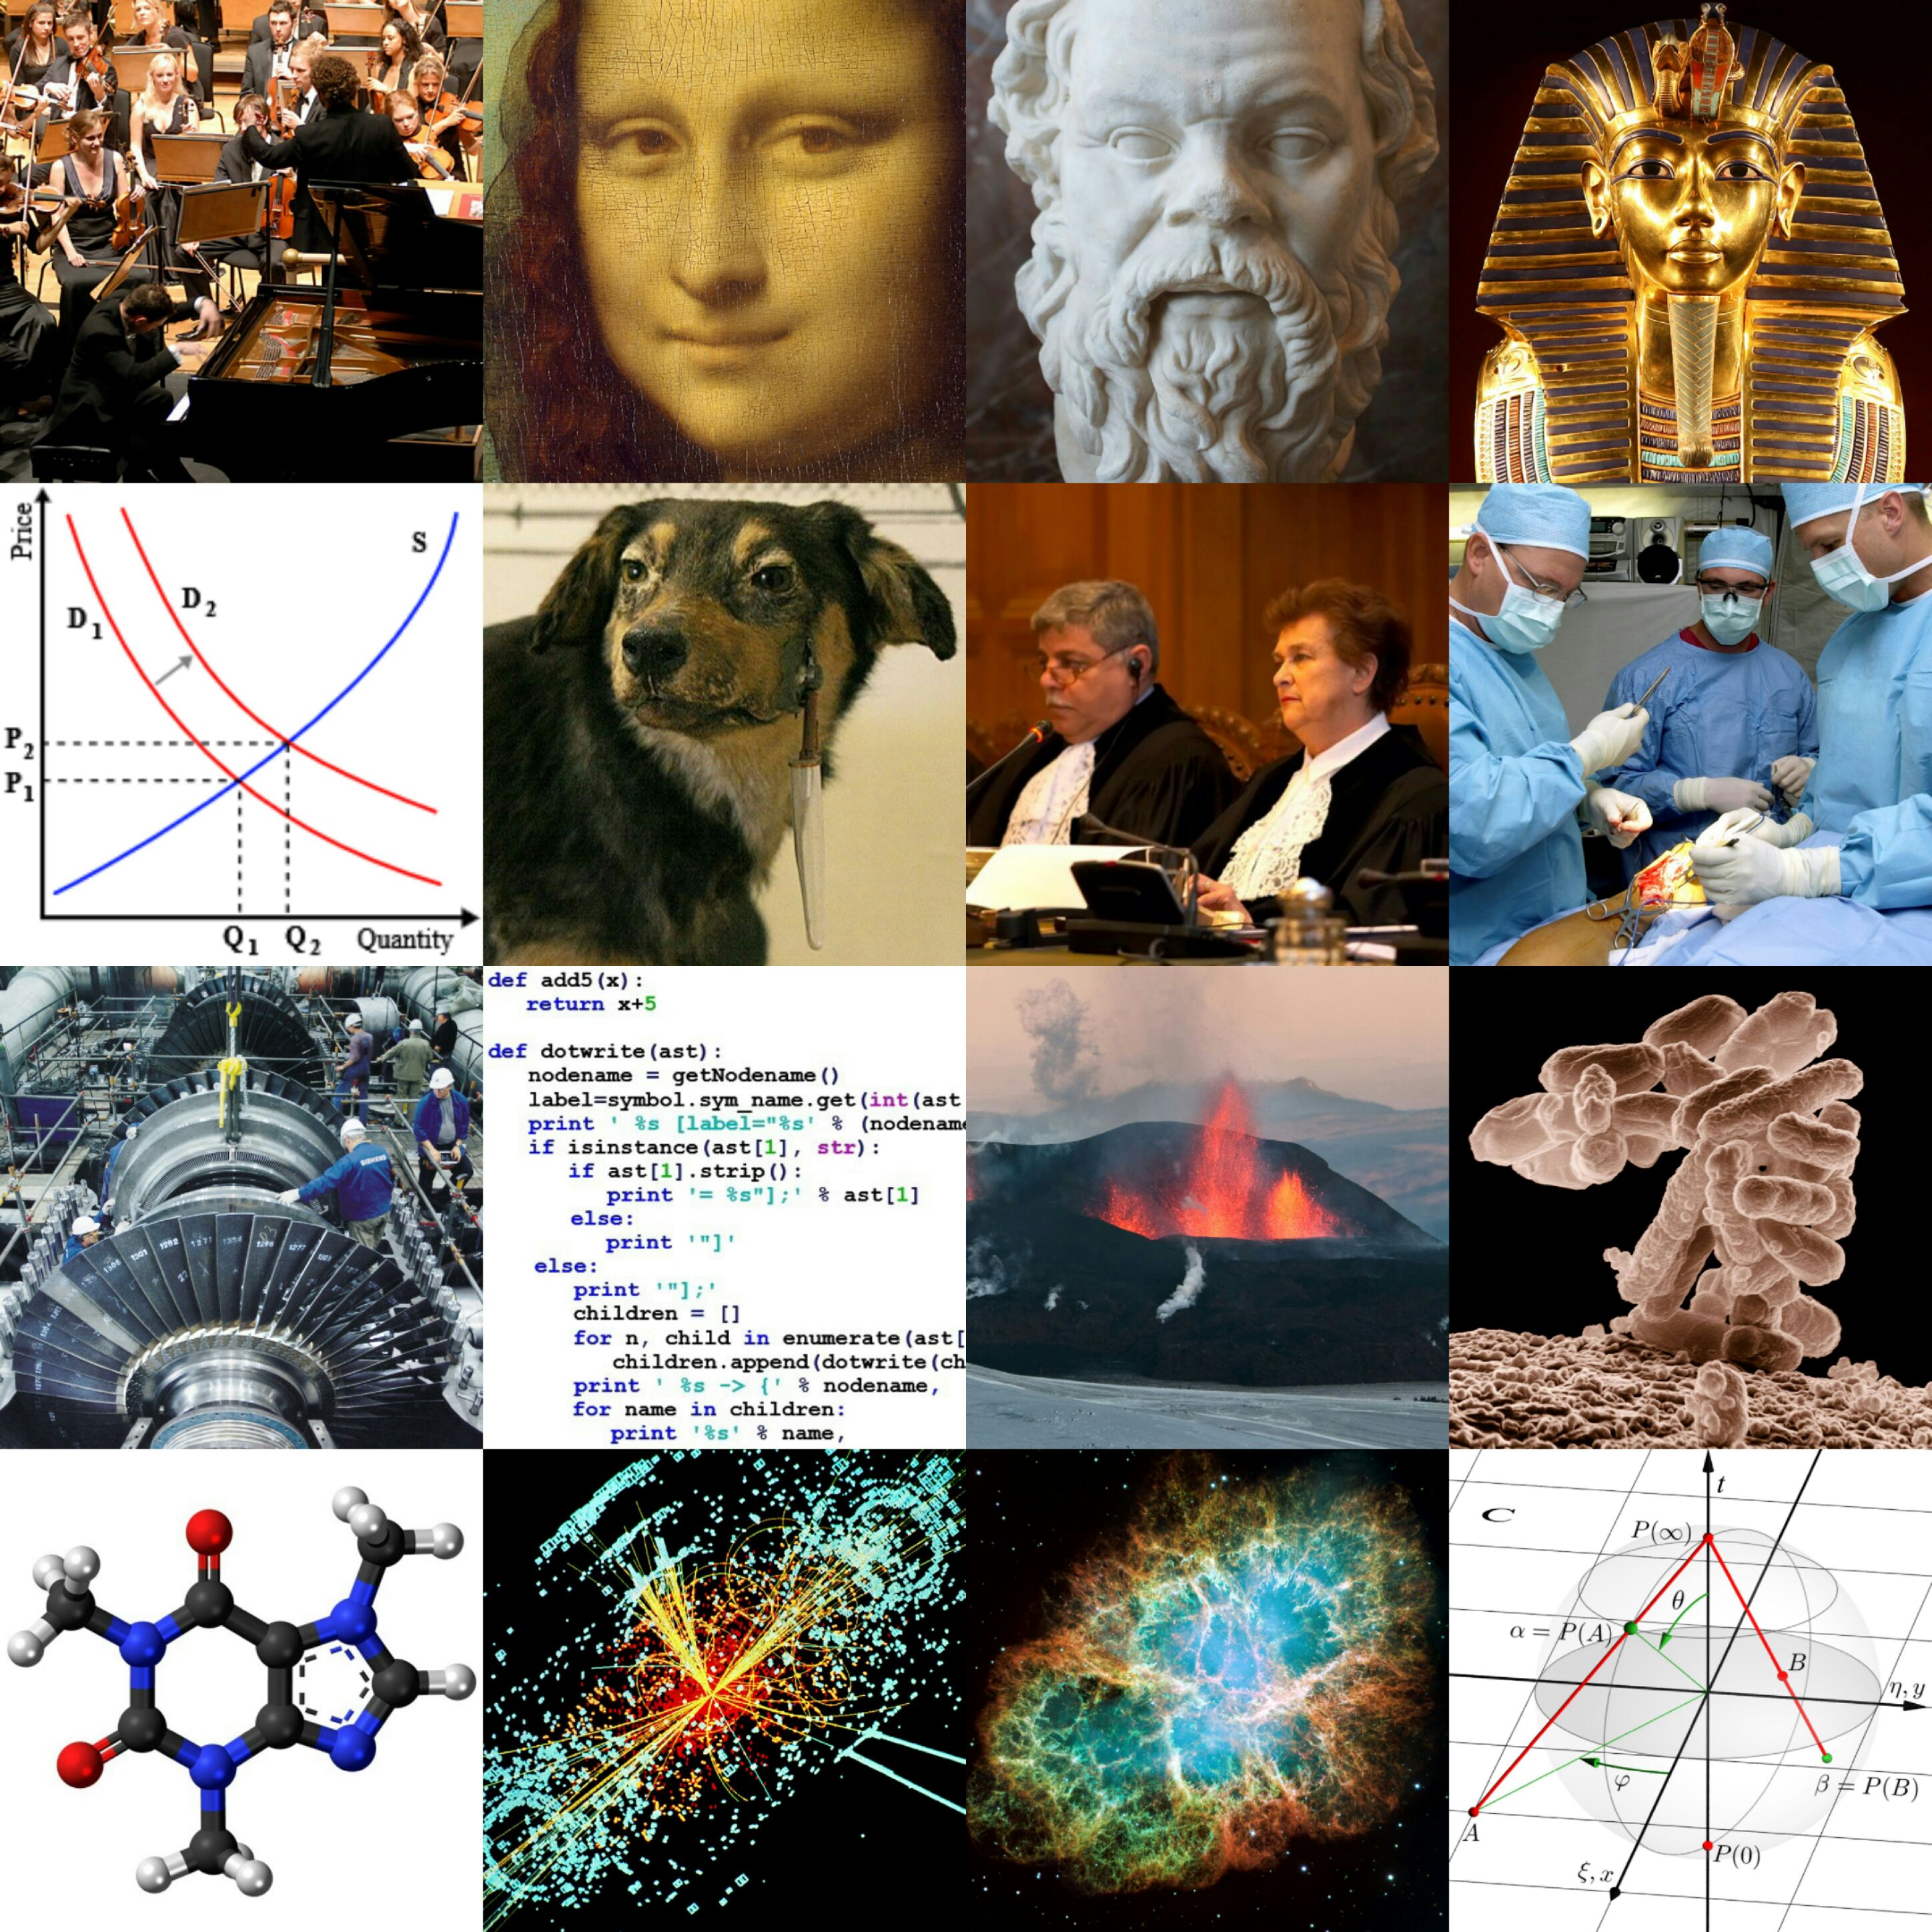 Price
S
D2
D1
P2
P1
Q1 Q2 Quantity
SIEMENS
def add5(x):
return x+5
def dotwrite(ast):
nodename = getNodename()
label=symbol.sym_name.get(int(ast
print ' %s [label="%s' % (nodename
if isinstance(ast[1], str):
if ast[1].strip():
print '= %s"];' % ast[1]
else:
print '"]'
else:
print '"];'
children = []
for n, child in enumerate(ast[
children.append(dotwrite(ch
print ' %s -> {' % nodename,
for name in children:
print '%s' % name,
t
C
P(∞)
θ
α = P(A)
B
η, y
φ
β = P(B)
A
P(0)
ξ, x